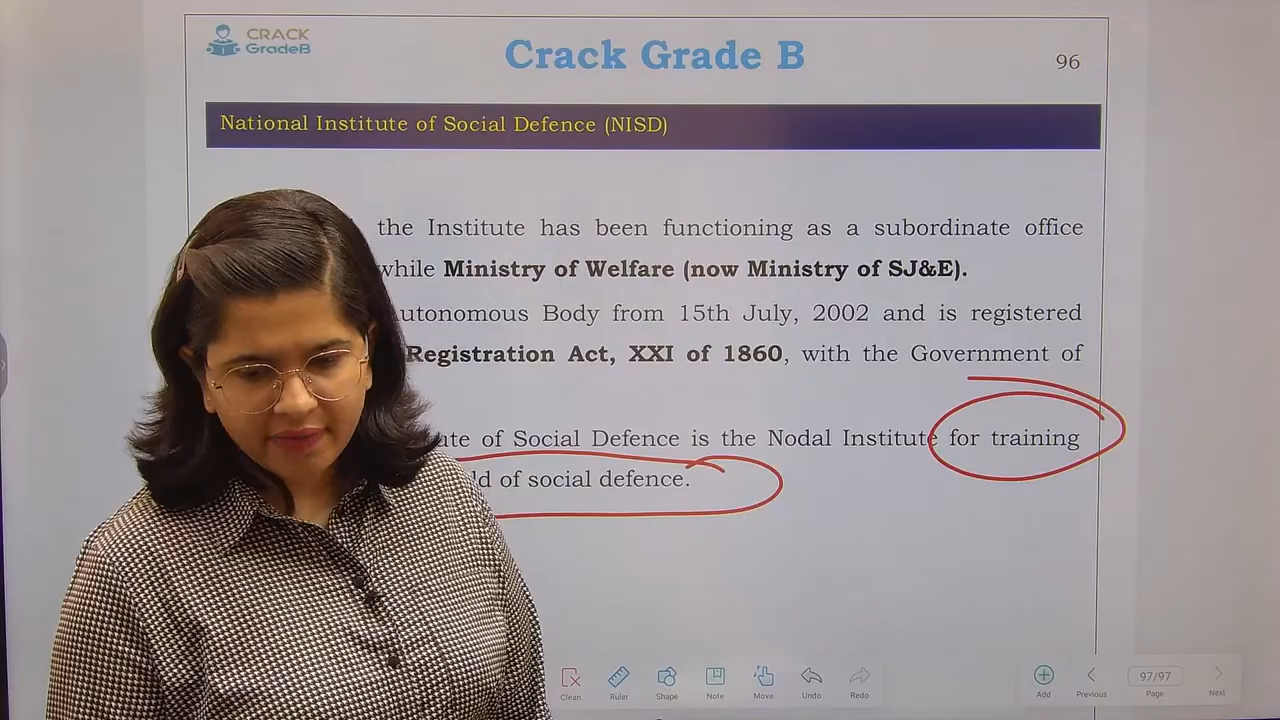 CRACK
GradeB
Crack Grade B
96
National Institute of Social Defence (NISD)
the Institute has been functioning as a subordinate office
while Ministry of Welfare (now Ministry of SJ&E).
utonomous Body from 15th July, 2002 and is registered
Registration Act, XXI of 1860, with the Government of
ute of Social Defence is the Nodal Institute for training
ld of social defence.
Clean
Ruler
Shape
Note
Move
Undo
Redo
Add
Previous
97/97
Page
Next